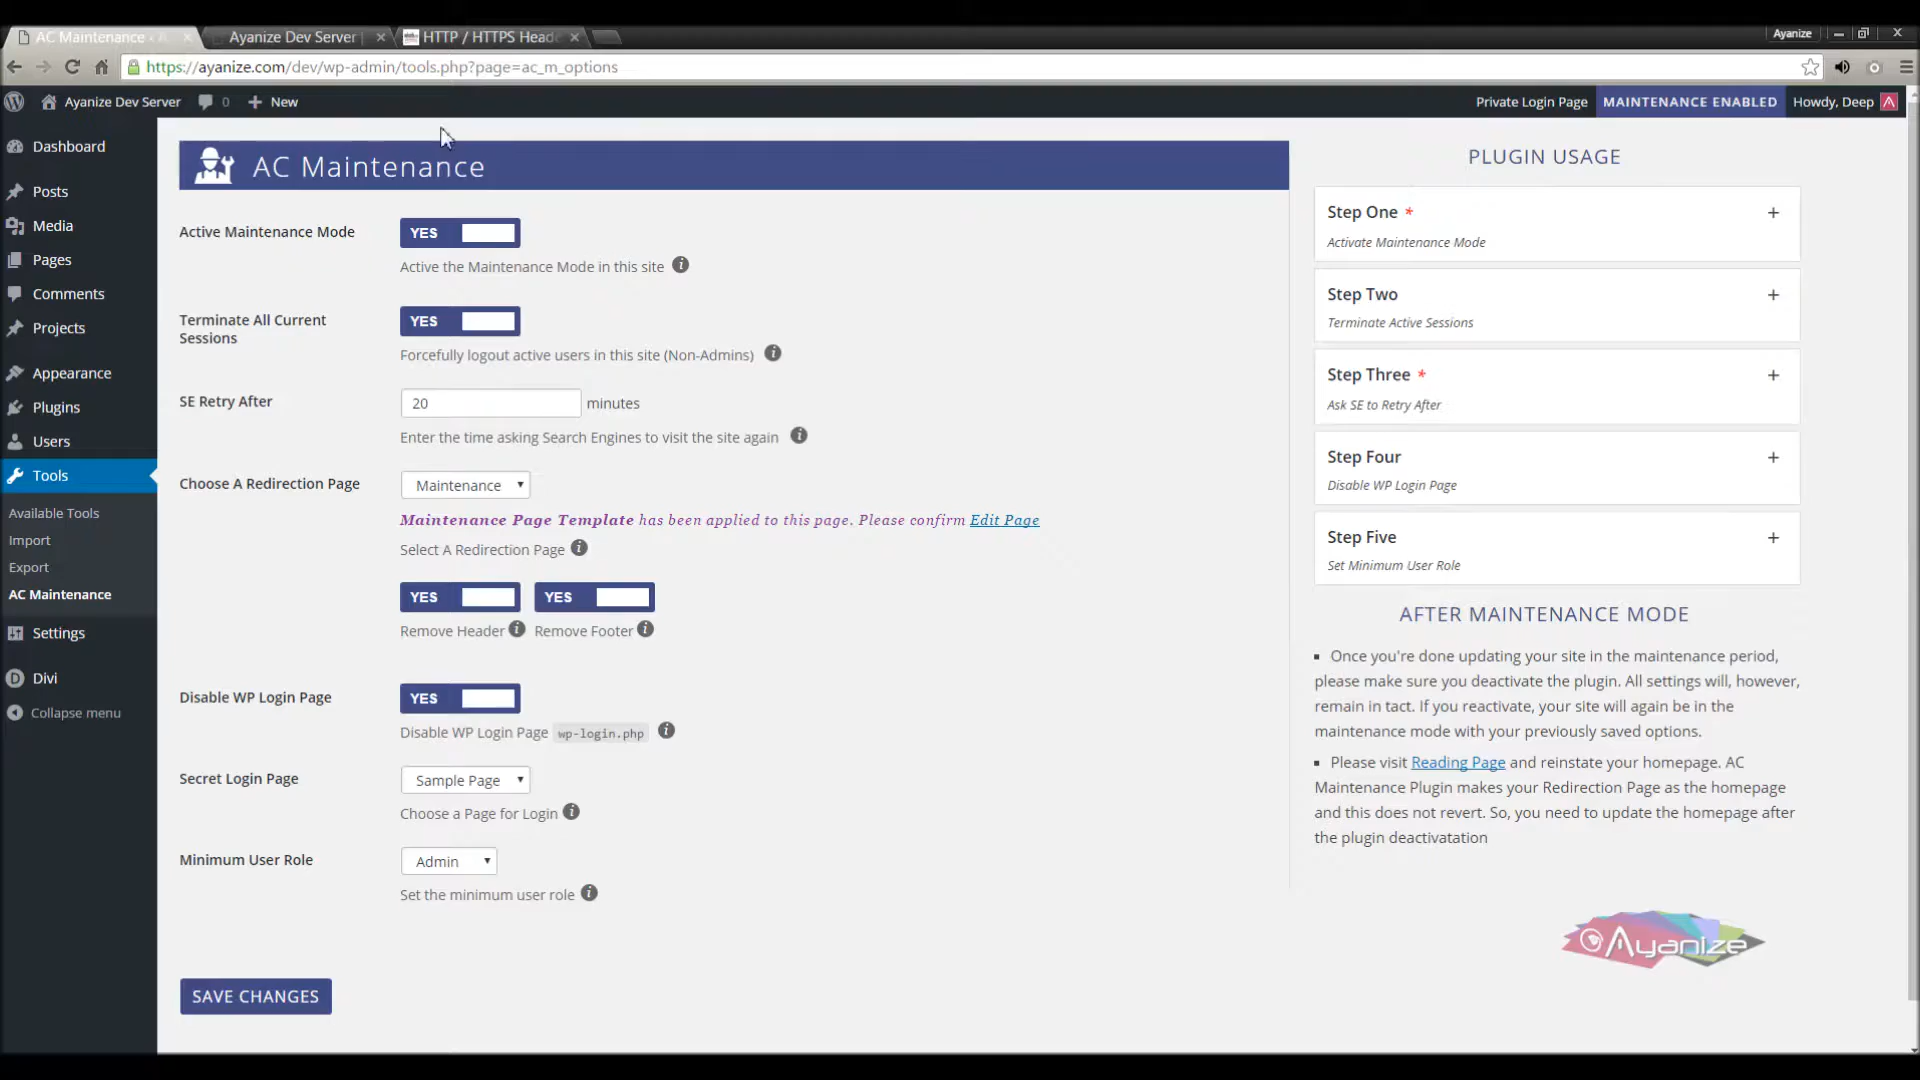 AC Maintenance ‹ A
Ayanize Dev Server |
HTTP / HTTPS Heade
Ayanize
https://ayanize.com/dev/wp-admin/tools.php?page=ac_m_options
Ayanize Dev Server
0
New
Private Login Page
MAINTENANCE ENABLED
Howdy, Deep
Dashboard
Posts
Media
Pages
Comments
Projects
Appearance
Plugins
Users
Tools
Available Tools
Import
Export
AC Maintenance
Settings
Divi
Collapse menu
AC Maintenance
Active Maintenance Mode
YES
Active the Maintenance Mode in this site
Terminate All Current
Sessions
YES
Forcefully logout active users in this site (Non-Admins)
SE Retry After
20
minutes
Enter the time asking Search Engines to visit the site again
Choose A Redirection Page
Maintenance
Maintenance Page Template has been applied to this page. Please confirm Edit Page
Select A Redirection Page
YES
YES
Remove Header
Remove Footer
Disable WP Login Page
YES
Disable WP Login Page wp-login.php
Secret Login Page
Sample Page
Choose a Page for Login
Minimum User Role
Admin
Set the minimum user role
SAVE CHANGES
PLUGIN USAGE
Step One *
Activate Maintenance Mode
Step Two
Terminate Active Sessions
Step Three *
Ask SE to Retry After
Step Four
Disable WP Login Page
Step Five
Set Minimum User Role
AFTER MAINTENANCE MODE
Once you're done updating your site in the maintenance period,
please make sure you deactivate the plugin. All settings will, however,
remain in tact. If you reactivate, your site will again be in the
maintenance mode with your previously saved options.
Please visit Reading Page and reinstate your homepage. AC
Maintenance Plugin makes your Redirection Page as the homepage
and this does not revert. So, you need to update the homepage after
the plugin deactivatation
Ayanize